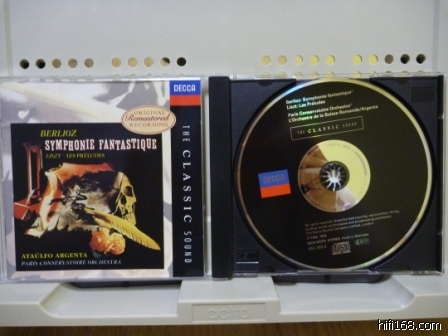 DECCA
ORIGINAL
Remastered
RECORDING
BERLIOZ
SYMPHONIE FANTASTIQUE
LISZT · LES PRÉLUDES
ATAÚLFO ARGENTA
PARIS CONSERVATOIRE ORCHESTRA
THE CLASSIC SOUND
Berlioz: Symphonie fantastique
Liszt: Les Préludes
Paris Conservatoire Orchestra
L'Orchestre de la Suisse Romande/Argenta
THE CLASSIC SOUND
DECCA
hifi168.com